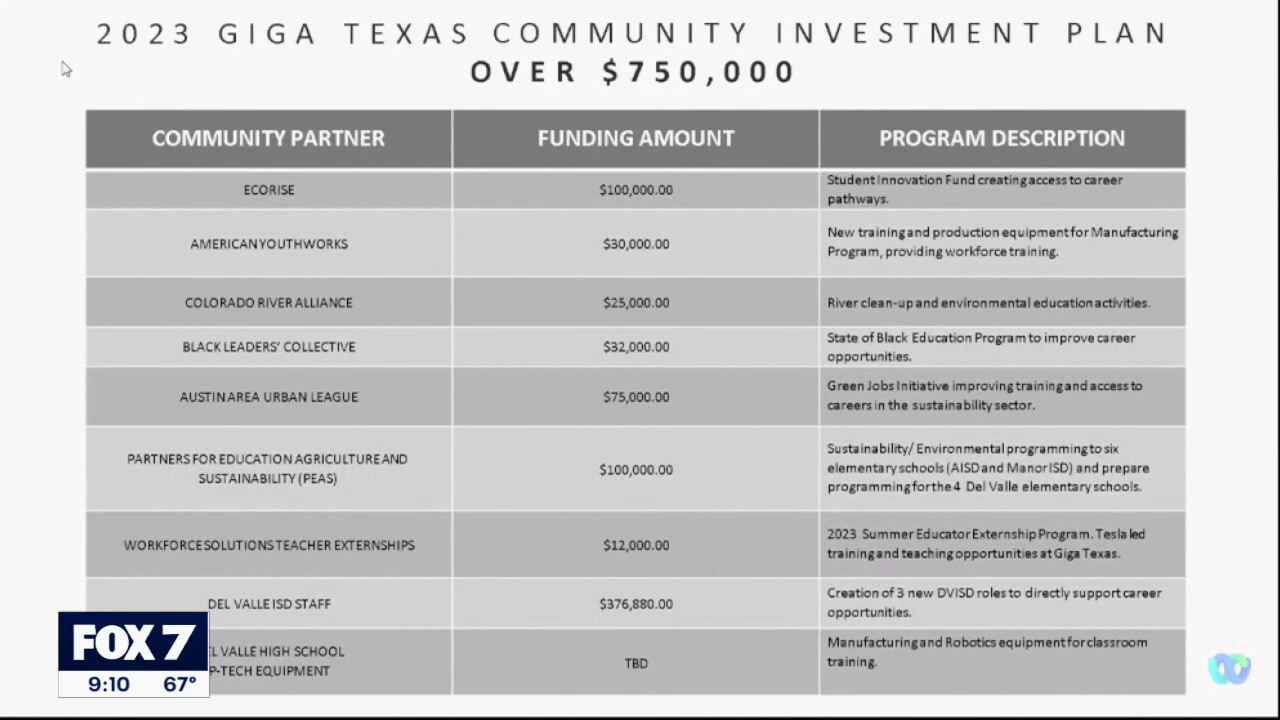 2023 GIGA TEXAS COMMUNITY INVESTMENT PLAN
OVER $750,000
COMMUNITY PARTNER FUNDING AMOUNT PROGRAM DESCRIPTION
ECORISE $100,000.00 Student Innovation Fund creating access to career
pathways.
AMERICAN YOUTHWORKS $30,000.00 New training and production equipment for Manufacturing
Program, providing workforce training.
COLORADO RIVER ALLIANCE $25,000.00 River clean-up and environmental education activities.
BLACK LEADERS' COLLECTIVE $32,000.00 State of Black Education Program to improve career
opportunities.
AUSTIN AREA URBAN LEAGUE $75,000.00 Green Jobs Initiative improving training and access to
careers in the sustainability sector.
PARTNERS FOR EDUCATION AGRICULTURE AND
SUSTAINABILITY (PEAS) $100,000.00 Sustainability/ Environmental programming to six
elementary schools (AISD and Manor ISD) and prepare
programming for the 4 Del Valle elementary schools.
WORKFORCE SOLUTIONS TEACHER EXTERNSHIPS $12,000.00 2023 Summer Educator Externship Program. Tesla led
training and teaching opportunities at Giga Texas.
DEL VALLE ISD STAFF $376,880.00 Creation of 3 new DVISD roles to directly support career
opportunities.
EL VALLE HIGH SCHOOL
P-TECH EQUIPMENT TBD Manufacturing and Robotics equipment for classroom
training.
FOX 7
9:10 67°